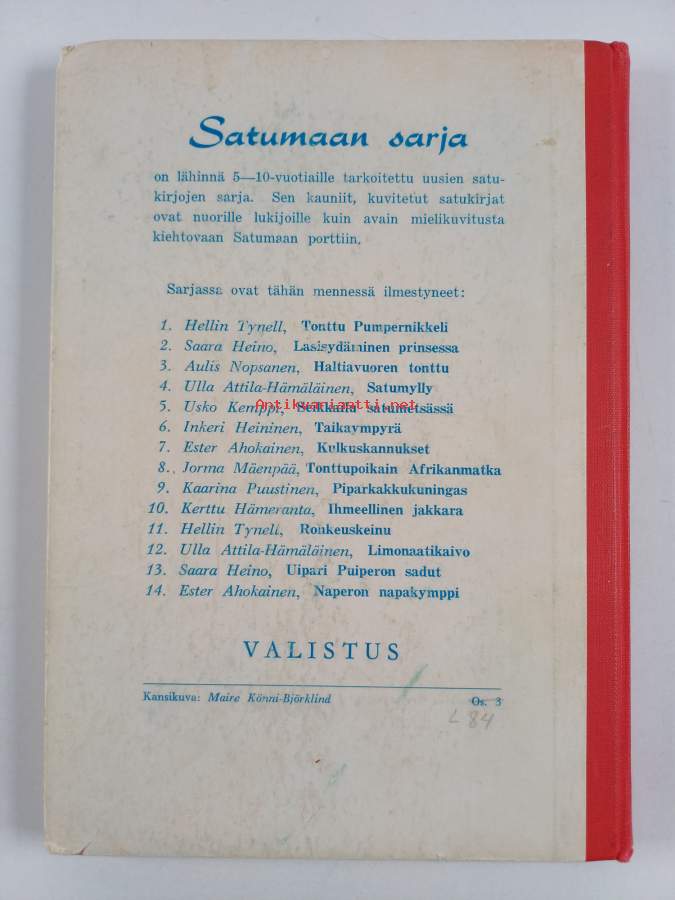 Satumaan sarja
on lähinnä 5—10-vuotiaille tarkoitettu uusien satu-
kirjojen sarja. Sen kauniit, kuvitetut satukirjat
ovat nuorille lukijoille kuin avain mielikuvitusta
kiehtovaan Satumaan porttiin.
Sarjassa ovat tähän mennessä ilmestyneet:
1. Hellin Tynell, Tonttu Pumpernikkeli
2. Saara Heino, Lasisydäminen prinsessa
3. Aulis Nopsanen, Haltiavuoren tonttu
4. Ulla Attila-Hämäläinen, Satumylly
Antikvariaatti.net
5. Usko Kemppi, Seikkailu satumetsässä
6. Inkeri Heininen, Taikaympyrä
7. Ester Ahokainen, Kulkuskannukset
8. Jorma Mäenpää, Tonttupoikain Afrikanmatka
9. Kaarina Puustinen, Piparkakkukuningas
10. Kerttu Hämeranta, Ihmeellinen jakkara
11. Hellin Tynell, Rohkeuskeinu
12. Ulla Attila-Hämäläinen, Limonaatikaivo
13. Saara Heino, Uipari Puiperon sadut
14. Ester Ahokainen, Naperon napakymppi
VALISTUS
Kansikuva: Maire Könni-Björklind Os. 3
L 84